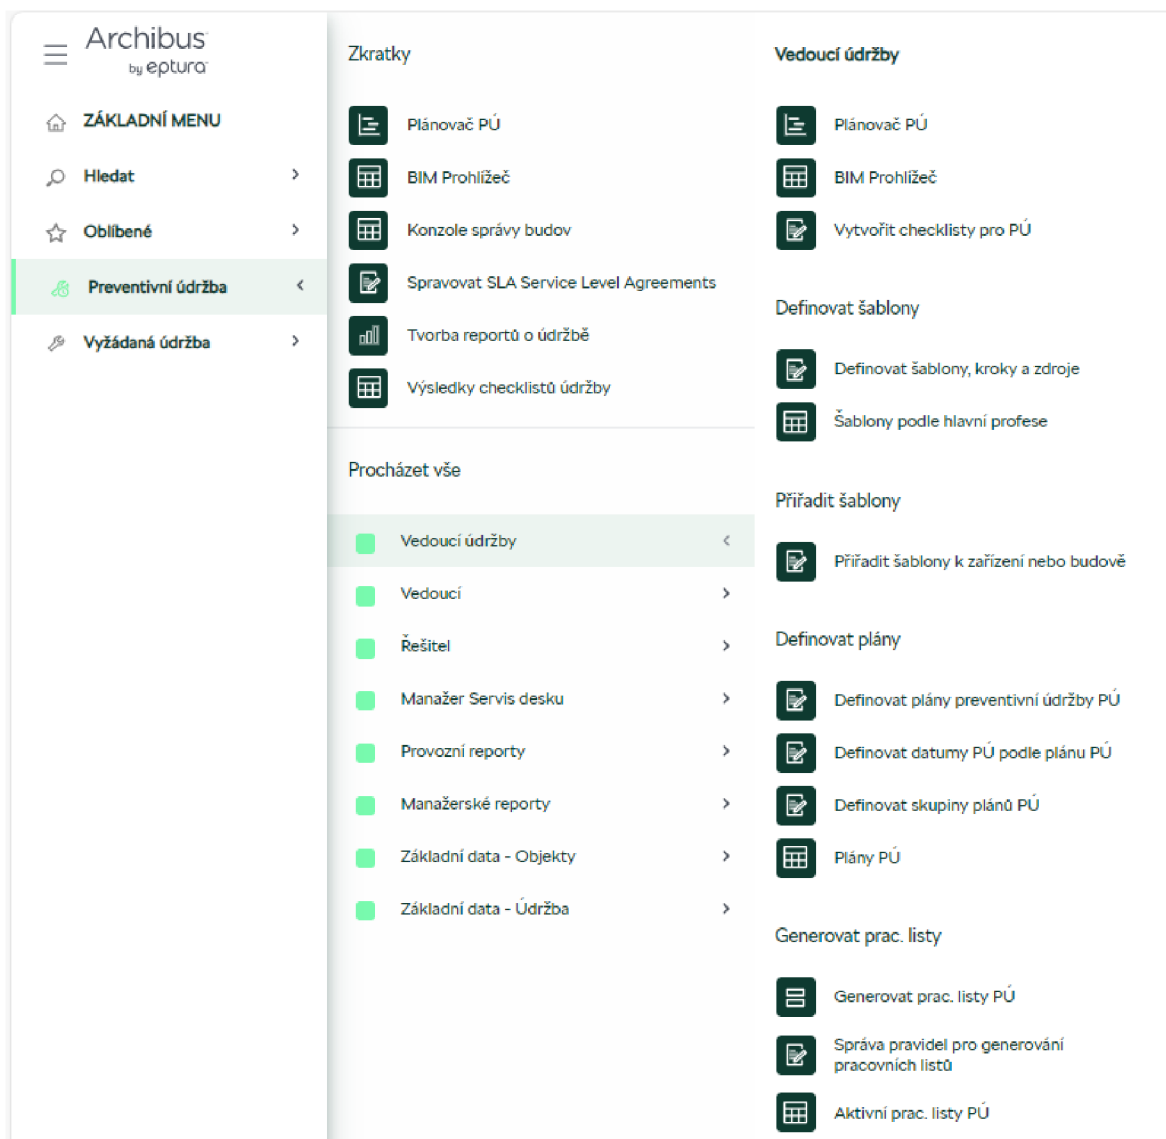 Archibus
by eptura
ZÁKLADNÍ MENU
Hledat
Oblíbené
Preventivní údržba
Vyžádaná údržba
Zkratky
Plánovač PÚ
BIM Prohlížeč
Konzole správy budov
Spravovat SLA Service Level Agreements
Tvorba reportů o údržbě
Výsledky checklistů údržby
Procházet vše
Vedoucí údržby
Vedoucí
Řešitel
Manažer Servis desku
Provozní reporty
Manažerské reporty
Základní data - Objekty
Základní data - Údržba
Vedoucí údržby
Plánovač PÚ
BIM Prohlížeč
Vytvořit checklisty pro PÚ
Definovat šablony
Definovat šablony, kroky a zdroje
Šablony podle hlavní profese
Přiřadit šablony
Přiřadit šablony k zařízení nebo budově
Definovat plány
Definovat plány preventivní údržby PÚ
Definovat datumy PÚ podle plánu PÚ
Definovat skupiny plánů PÚ
Plány PÚ
Generovat prac. listy
Generovat prac. listy PÚ
Správa pravidel pro generování
pracovních listů
Aktivní prac. listy PÚ